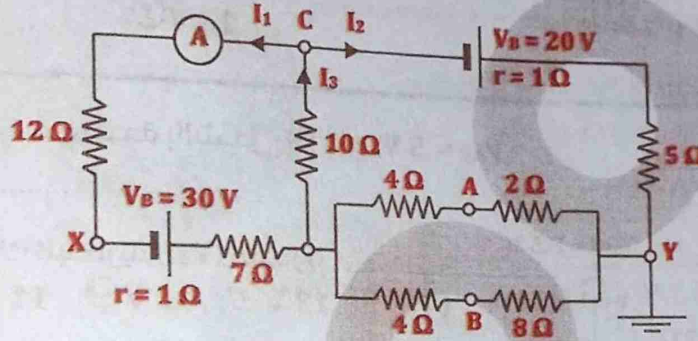 I₁ C I₂
A
V_B = 20 V
r = 1 Ω
I₃
12 Ω
10 Ω
5 Ω
4 Ω A 2 Ω
V_B = 30 V
X
Y
7 Ω
r = 1 Ω
4 Ω B 8 Ω